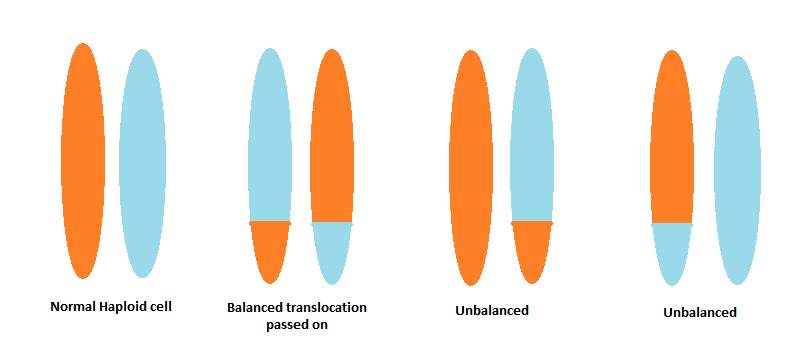 Normal Haploid cell
Balanced translocation
passed on
Unbalanced
Unbalanced